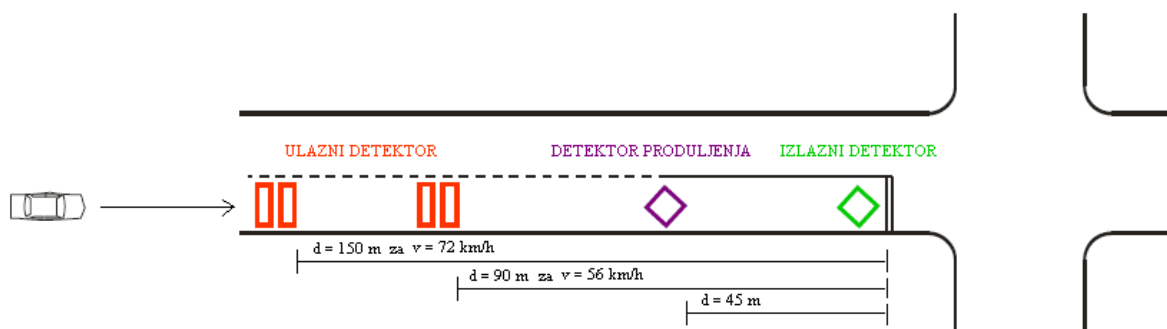 ULAZNI DETEKTOR
DETEKTOR PRODULJENJA
IZLAZNI DETEKTOR
d = 150 m za v = 72 km/h
d = 90 m za v = 56 km/h
d = 45 m